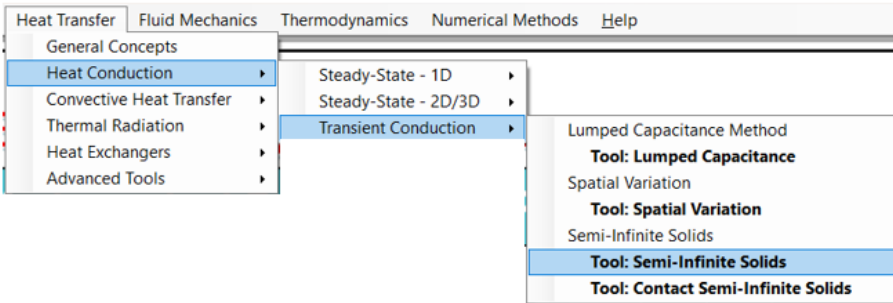 Heat Transfer Fluid Mechanics Thermodynamics Numerical Methods Help
General Concepts
Heat Conduction
Convective Heat Transfer
Thermal Radiation
Heat Exchangers
Advanced Tools
Steady-State - 1D
Steady-State - 2D/3D
Transient Conduction
Lumped Capacitance Method
Tool: Lumped Capacitance
Spatial Variation
Tool: Spatial Variation
Semi-Infinite Solids
Tool: Semi-Infinite Solids
Tool: Contact Semi-Infinite Solids